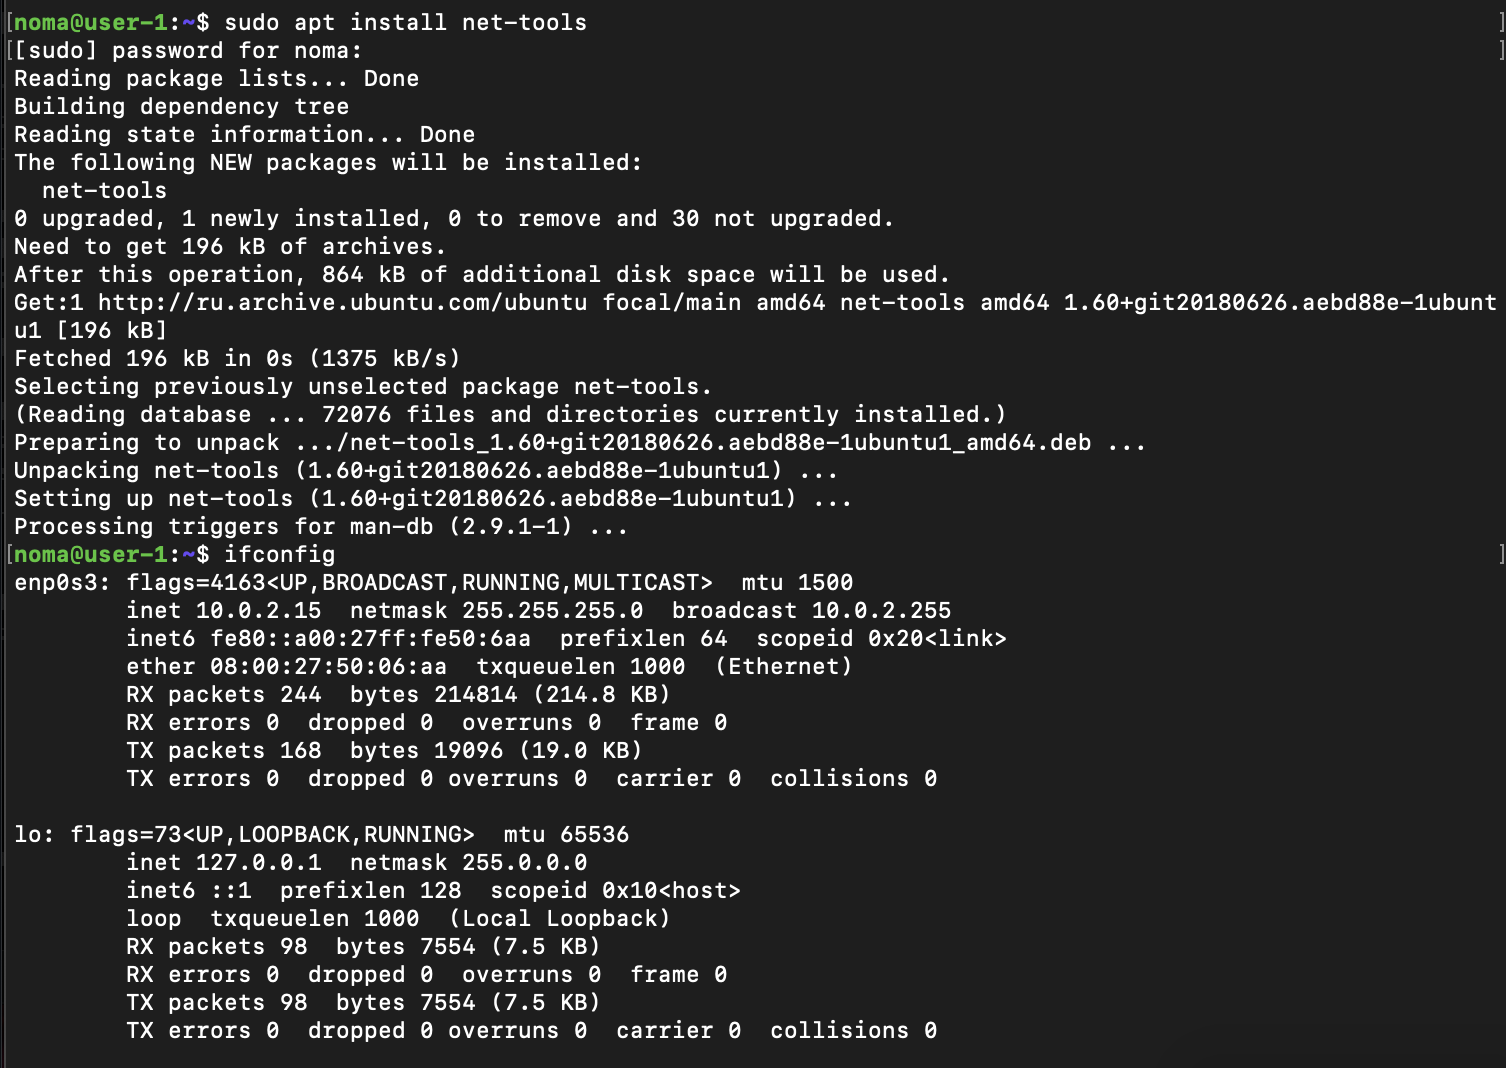 [noma@user-1:~$ sudo apt install net-tools ]
[[sudo] password for noma: ]
Reading package lists... Done
Building dependency tree
Reading state information... Done
The following NEW packages will be installed:
  net-tools
0 upgraded, 1 newly installed, 0 to remove and 30 not upgraded.
Need to get 196 kB of archives.
After this operation, 864 kB of additional disk space will be used.
Get:1 http://ru.archive.ubuntu.com/ubuntu focal/main amd64 net-tools amd64 1.60+git20180626.aebd88e-1ubunt
u1 [196 kB]
Fetched 196 kB in 0s (1375 kB/s)
Selecting previously unselected package net-tools.
(Reading database ... 72076 files and directories currently installed.)
Preparing to unpack .../net-tools_1.60+git20180626.aebd88e-1ubuntu1_amd64.deb ...
Unpacking net-tools (1.60+git20180626.aebd88e-1ubuntu1) ...
Setting up net-tools (1.60+git20180626.aebd88e-1ubuntu1) ...
Processing triggers for man-db (2.9.1-1) ...
[noma@user-1:~$ ifconfig ]
enp0s3: flags=4163<UP,BROADCAST,RUNNING,MULTICAST>  mtu 1500
        inet 10.0.2.15  netmask 255.255.255.0  broadcast 10.0.2.255
        inet6 fe80::a00:27ff:fe50:6aa  prefixlen 64  scopeid 0x20<link>
        ether 08:00:27:50:06:aa  txqueuelen 1000  (Ethernet)
        RX packets 244  bytes 214814 (214.8 KB)
        RX errors 0  dropped 0  overruns 0  frame 0
        TX packets 168  bytes 19096 (19.0 KB)
        TX errors 0  dropped 0 overruns 0  carrier 0  collisions 0

lo: flags=73<UP,LOOPBACK,RUNNING>  mtu 65536
        inet 127.0.0.1  netmask 255.0.0.0
        inet6 ::1  prefixlen 128  scopeid 0x10<host>
        loop  txqueuelen 1000  (Local Loopback)
        RX packets 98  bytes 7554 (7.5 KB)
        RX errors 0  dropped 0  overruns 0  frame 0
        TX packets 98  bytes 7554 (7.5 KB)
        TX errors 0  dropped 0 overruns 0  carrier 0  collisions 0